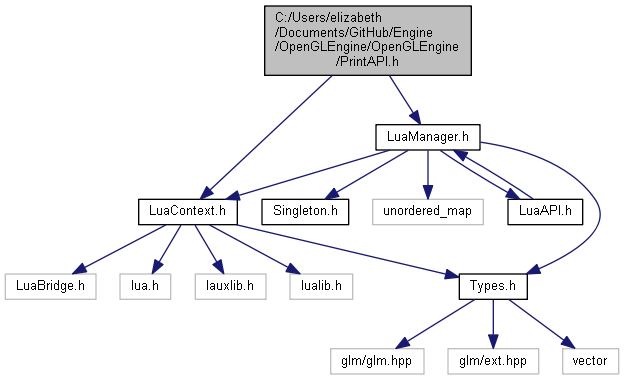 C:/Users/elizabeth
/Documents/GitHub/Engine
/OpenGLEngine/OpenGLEngine
/PrintAPI.h
LuaManager.h
LuaContext.h
Singleton.h
unordered_map
LuaAPI.h
LuaBridge.h
lua.h
lauxlib.h
lualib.h
Types.h
glm/glm.hpp
glm/ext.hpp
vector